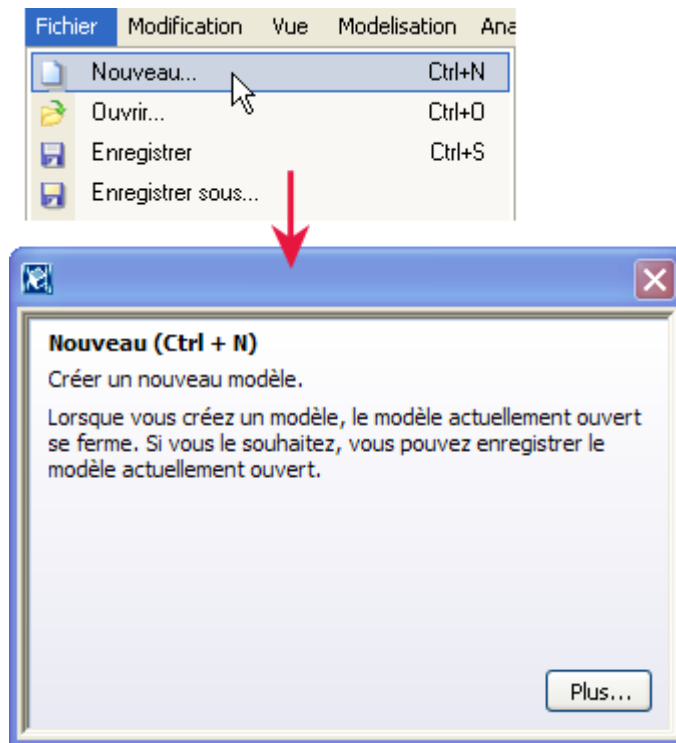 Fichier Modification Vue Modelisation Ana
Nouveau... Ctrl+N
Ouvrir... Ctrl+O
Enregistrer Ctrl+S
Enregistrer sous...
Nouveau (Ctrl + N)
Créer un nouveau modèle.
Lorsque vous créez un modèle, le modèle actuellement ouvert
se ferme. Si vous le souhaitez, vous pouvez enregistrer le
modèle actuellement ouvert.
Plus...